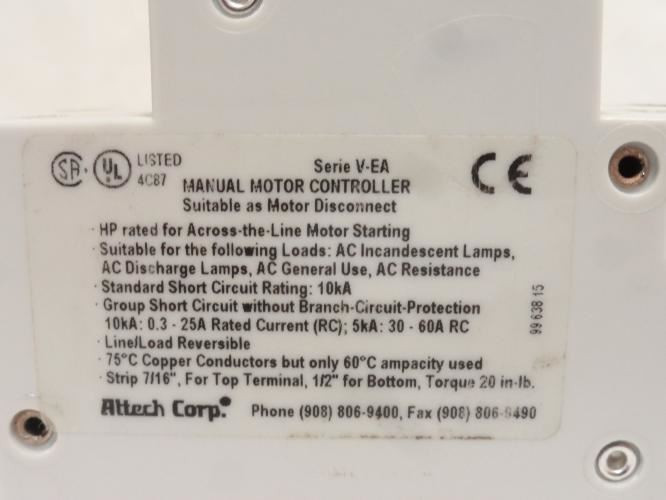 SA UL LISTED
4C87
Serie V-EA
CE
MANUAL MOTOR CONTROLLER
Suitable as Motor Disconnect
· HP rated for Across-the-Line Motor Starting
· Suitable for the following Loads: AC Incandescent Lamps,
AC Discharge Lamps, AC General Use, AC Resistance
· Standard Short Circuit Rating: 10kA
· Group Short Circuit without Branch-Circuit-Protection
10kA: 0.3 - 25A Rated Current (RC); 5kA: 30 - 60A RC
· Line/Load Reversible
· 75°C Copper Conductors but only 60°C ampacity used
· Strip 7/16", For Top Terminal, 1/2" for Bottom, Torque 20 in-lb.
Altech Corp.® Phone (908) 806-9400, Fax (908) 806-9490
99 638 15